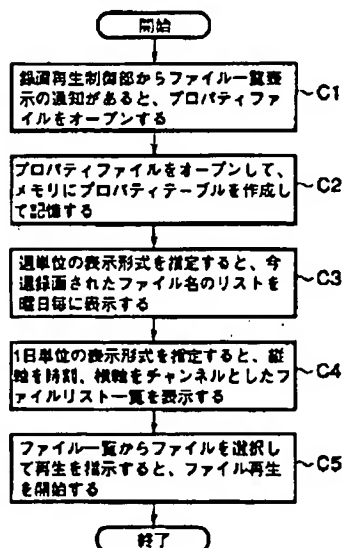 開始
録画再生制御部からファイル一覧表
示の通知があると、プロパティファ
イルをオープンする
C1
プロパティファイルをオープンして、
メモリにプロパティテーブルを作成し
て記憶する
C2
週単位の表示形式を指定すると、今
週録画されたファイル名のリストを
曜日毎に表示する
C3
1日単位の表示形式を指定すると、縦
軸を時刻、横軸をチャンネルとしたフ
ァイルリスト一覧を表示する
C4
ファイル一覧からファイルを選択し
て再生を指示すると、ファイル再生
を開始する
C5
終了